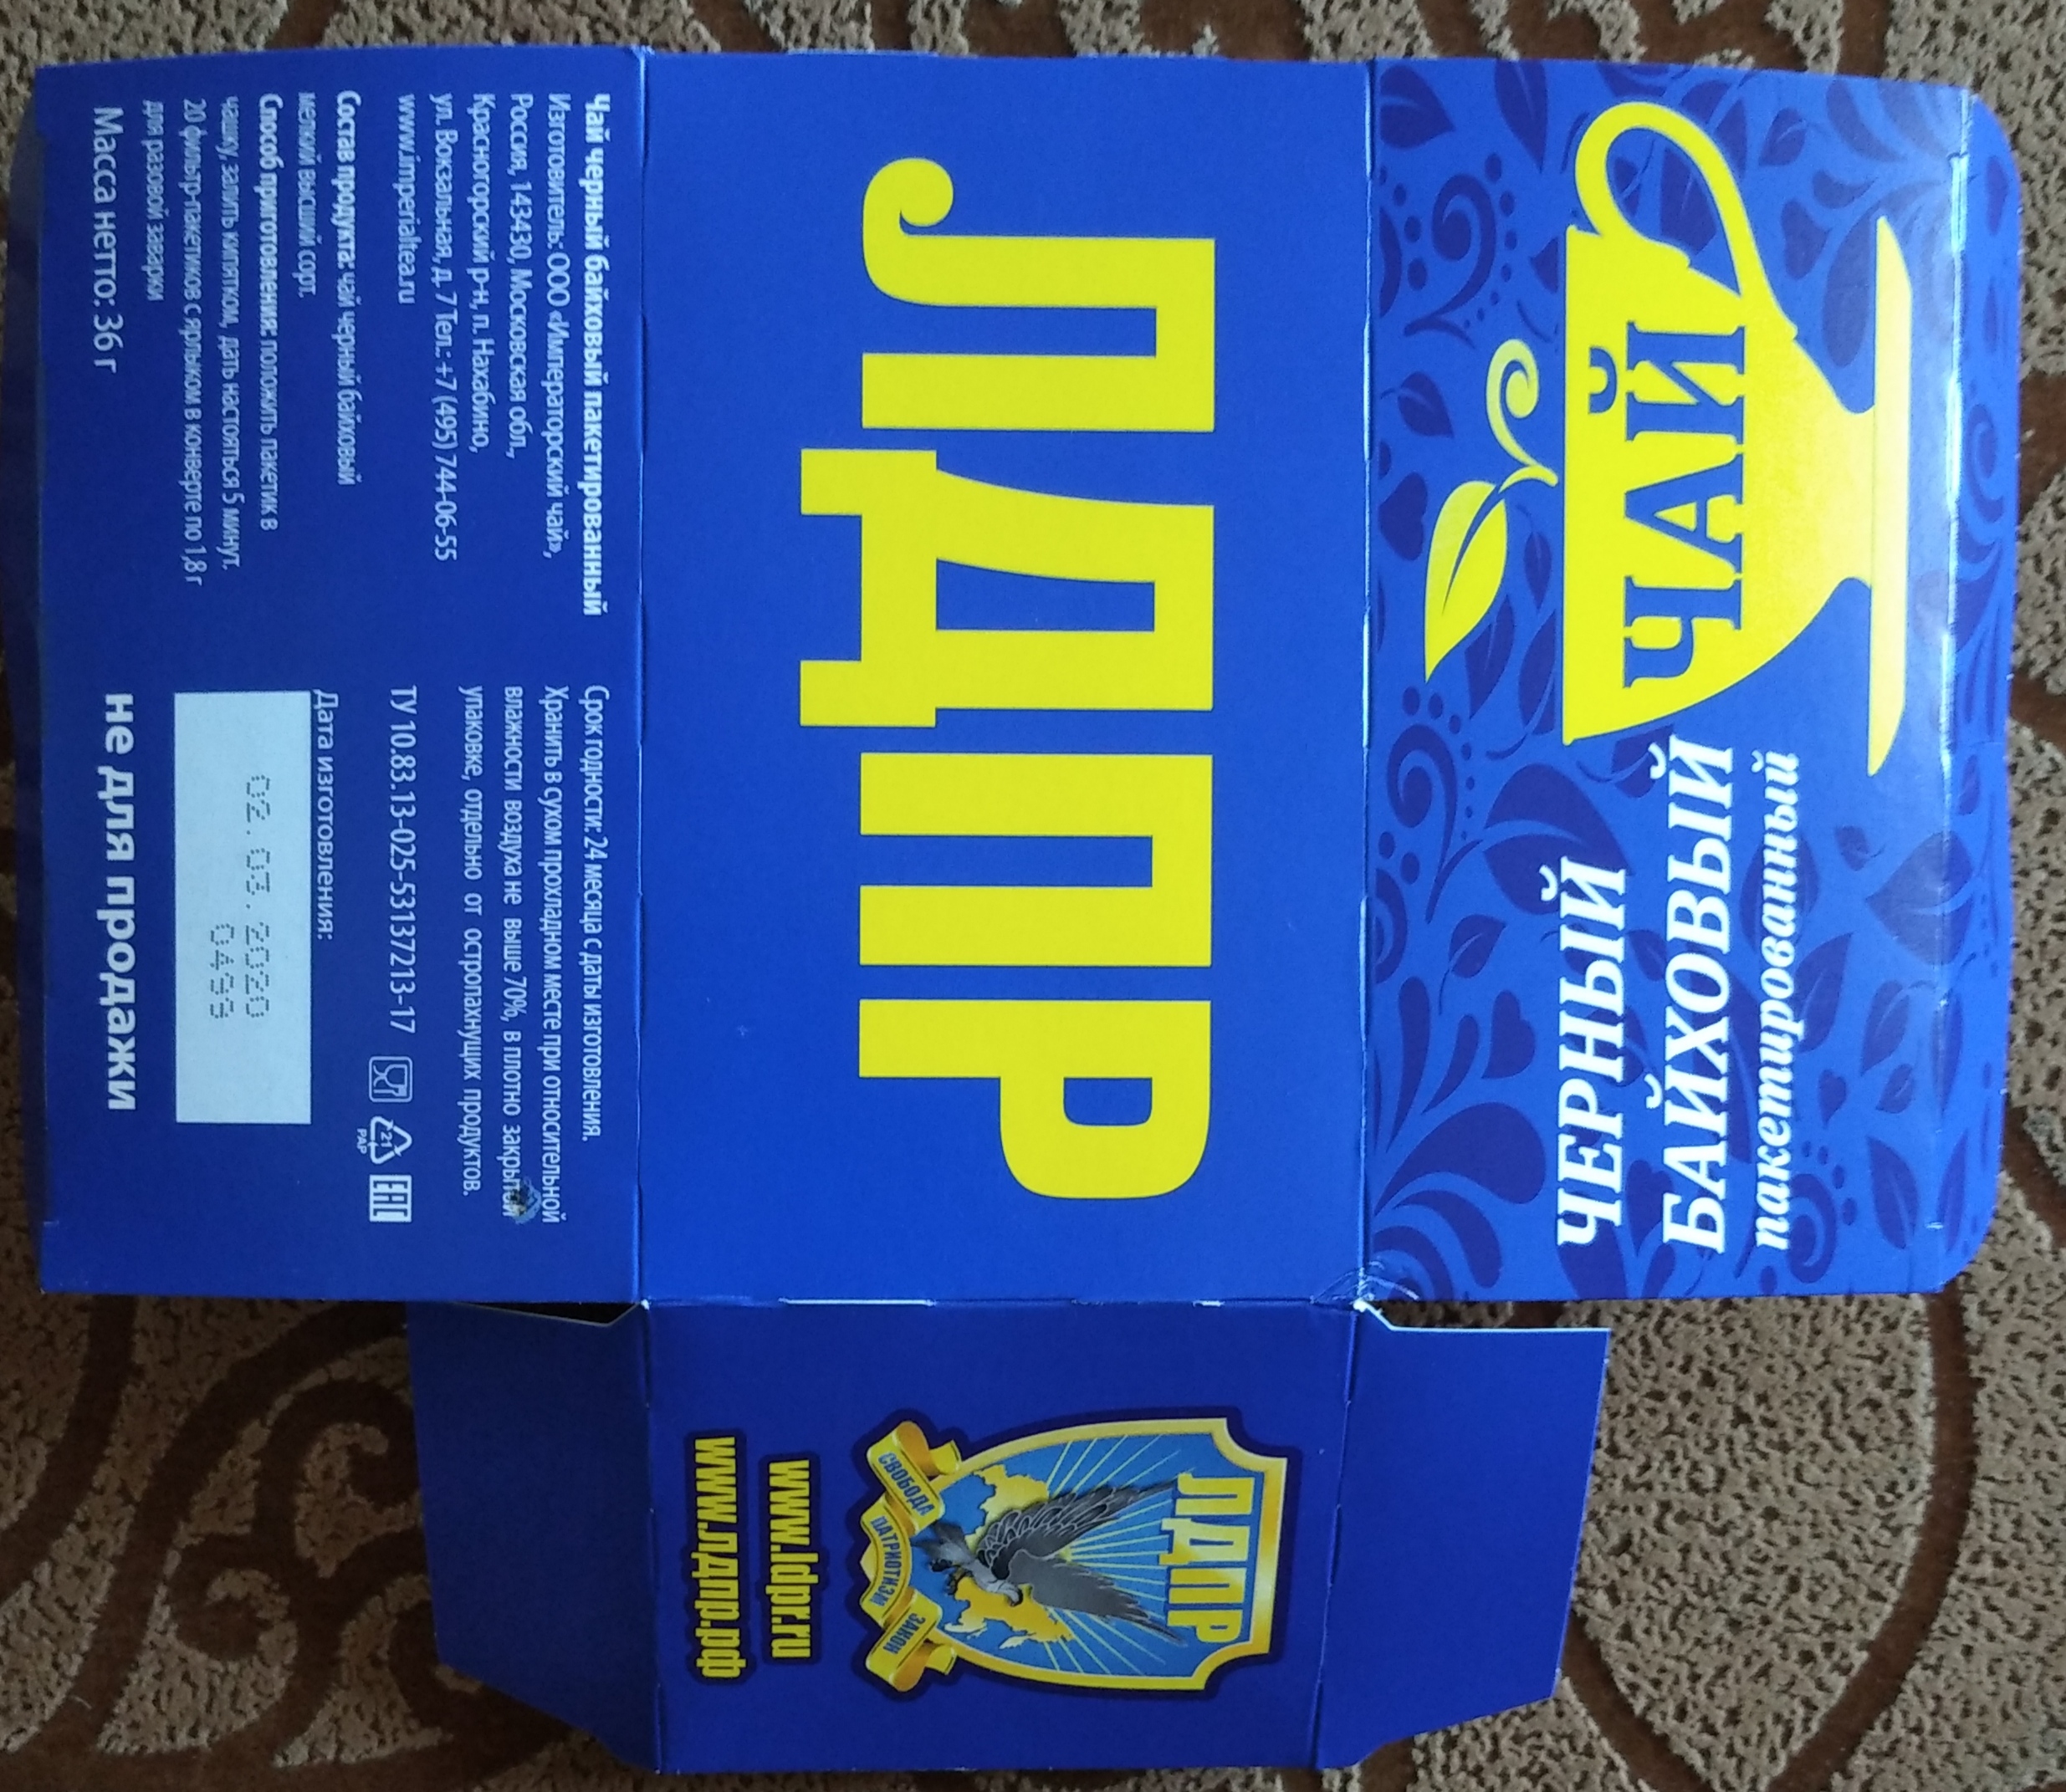 ЧАЙ
ЧЕРНЫЙ
БАЙХОВЫЙ
пакетированный
ЛДПР
Чай черный байховый пакетированный
Изготовитель: ООО «Императорский чай»,
Россия, 143430, Московская обл.,
Красногорский р-н, п. Нахабино,
ул. Вокзальная, д. 7 Тел.: +7 (495) 744-06-55
www.imperialtea.ru
Состав продукта: чай черный байховый
мелкий высший сорт.
Способ приготовления: положить пакетик в
чашку, залить кипятком, дать настояться 5 минут.
20 фильтр-пакетиков с ярлыком в конверте по 1,8 г
для разовой заварки
Масса нетто: 36 г
Срок годности: 24 месяца с даты изготовления.
Хранить в сухом прохладном месте при относительной
влажности воздуха не выше 70%, в плотно закрытой
упаковке, отдельно от остропахнущих продуктов.
ТУ 10.83.13-025-53137213-17
21
PAP
EAC
Дата изготовления:
02. 03. 2020
0499
не для продажи
ЛДПР
СВОБОДА
ПАТРИОТИЗМ
ЗАКОН
www.ldpr.ru
www.лдпр.рф